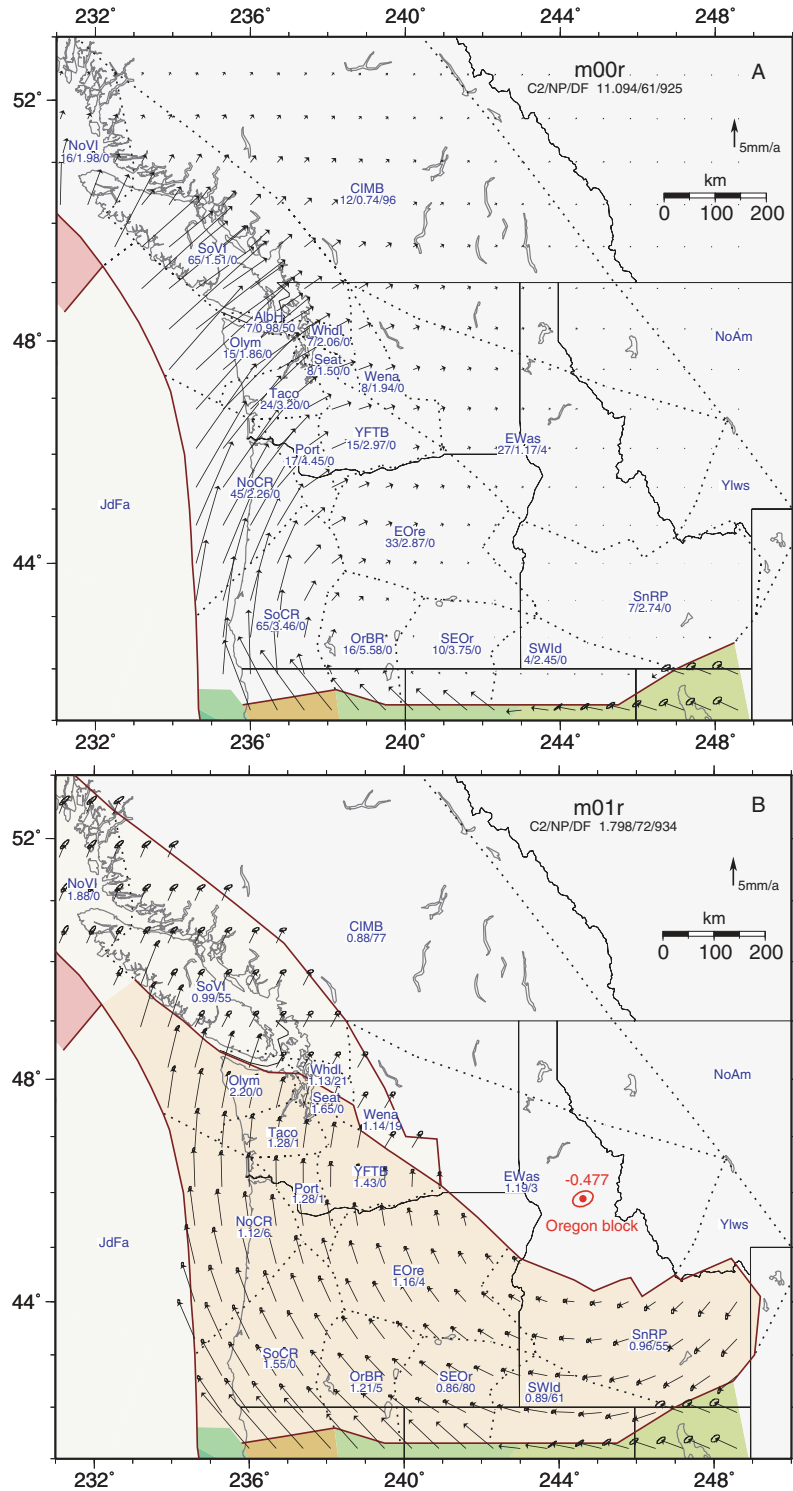 232˚ 236˚ 240˚ 244˚ 248˚
m00r
A
C2/NP/DF 11.094/61/925
52˚
5mm/a
NoVI
16/1.98/0
km
0 100 200
CIMB
12/0.74/96
SoVI
65/1.51/0
AlbH
7/0.98/50
Whdl
7/2.06/0
48˚
Olym
15/1.86/0
NoAm
Seat
8/1.50/0
Wena
8/1.94/0
Taco
24/3.20/0
YFTB
15/2.97/0
EWas
27/1.17/4
Port
17/4.45/0
NoCR
45/2.26/0
Ylws
JdFa
EOre
33/2.87/0
44˚
SnRP
7/2.74/0
SoCR
65/3.46/0
OrBR
16/5.58/0
SEOr
10/3.75/0
SWId
4/2.45/0
232˚ 236˚ 240˚ 244˚ 248˚
m01r
B
C2/NP/DF 1.798/72/934
52˚
5mm/a
NoVI
1.88/0
km
0 100 200
CIMB
0.88/77
SoVI
0.99/55
48˚
Olym
2.20/0
Whdl
1.13/21
NoAm
Seat
1.65/0
Wena
1.14/19
Taco
1.28/1
YFTB
1.43/0
EWas
1.19/3
-0.477
Port
1.28/1
Oregon block
NoCR
1.12/6
Ylws
JdFa
EOre
1.16/4
44˚
SnRP
0.96/55
SoCR
1.55/0
OrBR
1.21/5
SEOr
0.86/80
SWId
0.89/61
232˚ 236˚ 240˚ 244˚ 248˚